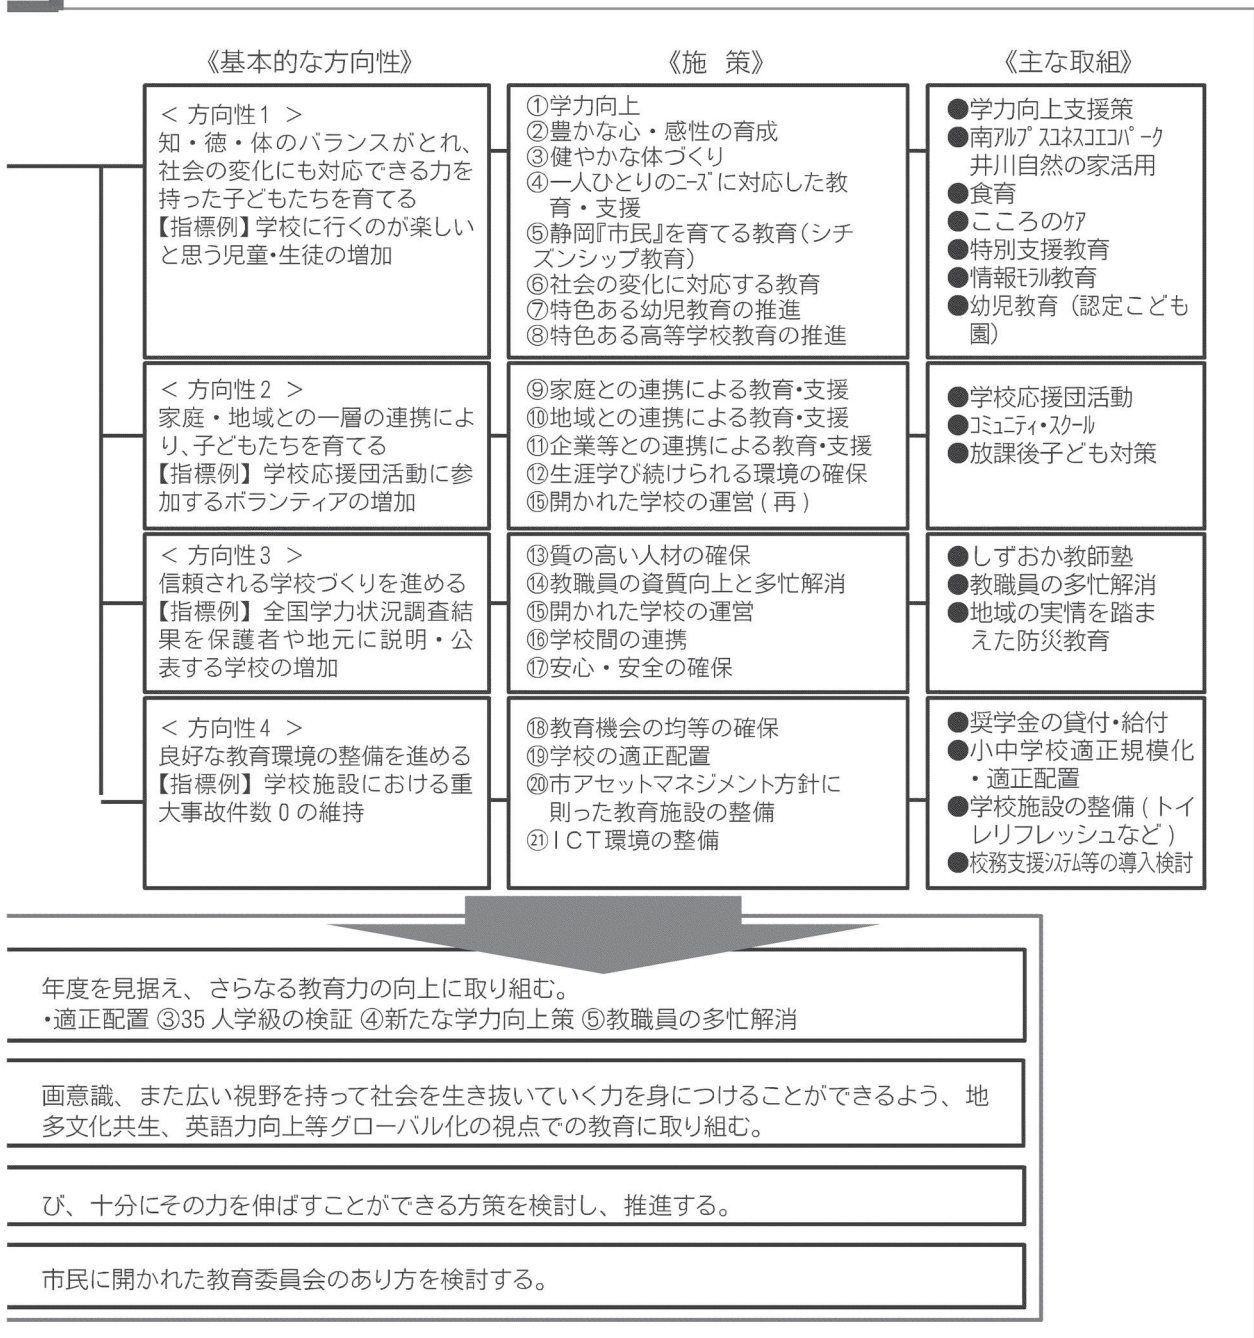 《基本的な方向性》
《施 策》
《主な取組》
< 方向性1 >
知・徳・体のバランスがとれ、
社会の変化にも対応できる力を
持った子どもたちを育てる
【指標例】学校に行くのが楽しい
と思う児童・生徒の増加
①学力向上
②豊かな心・感性の育成
③健やかな体づくり
④一人ひとりのニーズに対応した教
育・支援
⑤静岡『市民』を育てる教育（シチ
ズンシップ教育）
⑥社会の変化に対応する教育
⑦特色ある幼児教育の推進
⑧特色ある高等学校教育の推進
●学力向上支援策
●南アルプスユネスコエコパーク
井川自然の家活用
●食育
●こころのケア
●特別支援教育
●情報モラル教育
●幼児教育（認定こども
園）
< 方向性2 >
家庭・地域との一層の連携によ
り、子どもたちを育てる
【指標例】学校応援団活動に参
加するボランティアの増加
⑨家庭との連携による教育・支援
⑩地域との連携による教育・支援
⑪企業等との連携による教育・支援
⑫生涯学び続けられる環境の確保
⑮開かれた学校の運営（再）
●学校応援団活動
●コミュニティ・スクール
●放課後子ども対策
< 方向性3 >
信頼される学校づくりを進める
【指標例】全国学力状況調査結
果を保護者や地元に説明・公
表する学校の増加
⑬質の高い人材の確保
⑭教職員の資質向上と多忙解消
⑮開かれた学校の運営
⑯学校間の連携
⑰安心・安全の確保
●しずおか教師塾
●教職員の多忙解消
●地域の実情を踏ま
えた防災教育
< 方向性4 >
良好な教育環境の整備を進める
【指標例】学校施設における重
大事故件数０の維持
⑱教育機会の均等の確保
⑲学校の適正配置
⑳市アセットマネジメント方針に
則った教育施設の整備
㉑ＩＣＴ環境の整備
●奨学金の貸付・給付
●小中学校適正規模化
・適正配置
●学校施設の整備（トイ
レリフレッシュなど）
●校務支援システム等の導入検討
年度を見据え、さらなる教育力の向上に取り組む。
・適正配置 ③35 人学級の検証 ④新たな学力向上策 ⑤教職員の多忙解消
画意識、また広い視野を持って社会を生き抜いていく力を身につけることができるよう、地
多文化共生、英語力向上等グローバル化の視点での教育に取り組む。
び、十分にその力を伸ばすことができる方策を検討し、推進する。
市民に開かれた教育委員会のあり方を検討する。